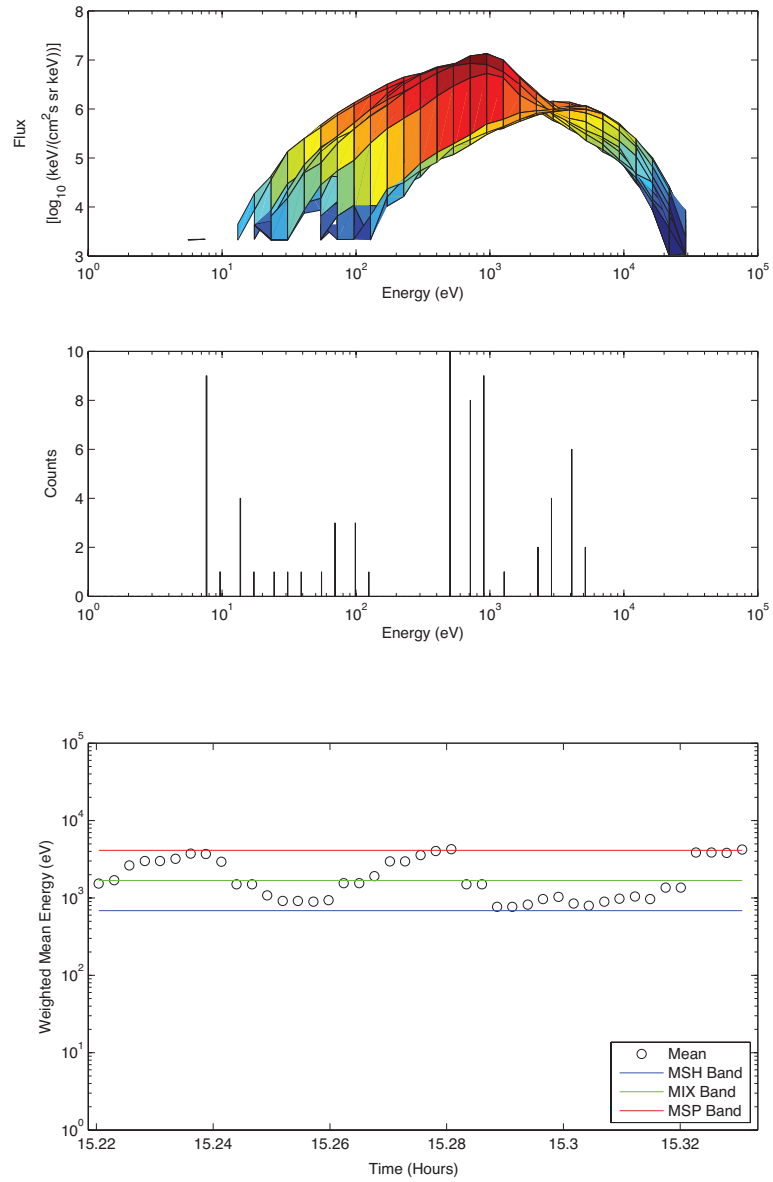 8
7
6
5
4
3
Flux
[log10 (keV/(cm2s sr keV))]
10^0 10^1 10^2 10^3 10^4 10^5
Energy (eV)
10
8
6
4
2
0
Counts
10^0 10^1 10^2 10^3 10^4 10^5
Energy (eV)
10^5
10^4
10^3
10^2
10^1
10^0
Weighted Mean Energy (eV)
Mean
MSH Band
MIX Band
MSP Band
15.22 15.24 15.26 15.28 15.3 15.32
Time (Hours)